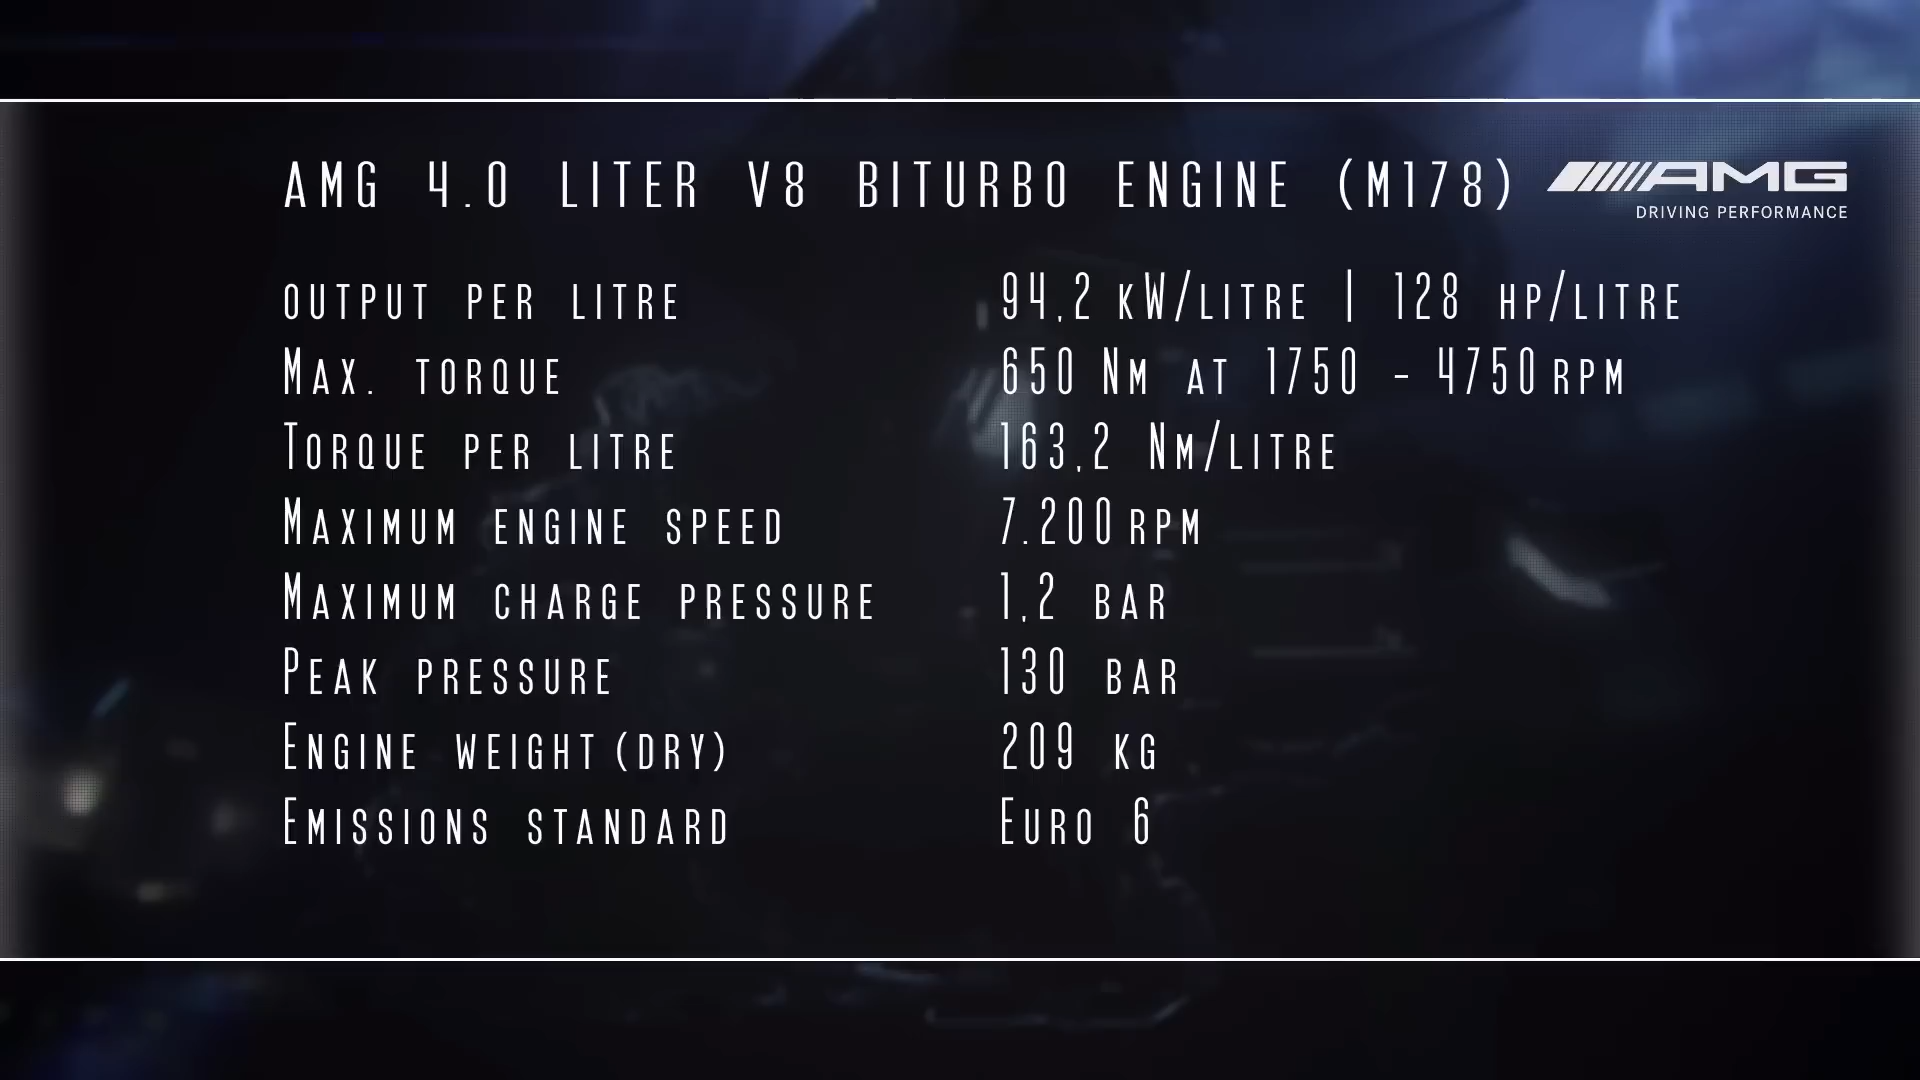 AMG 4.0 LITER V8 BITURBO ENGINE (M178)
AMG
DRIVING PERFORMANCE
OUTPUT PER LITRE 94,2 KW/LITRE | 128 HP/LITRE
MAX. TORQUE 650 NM AT 1750 - 4750 RPM
TORQUE PER LITRE 163,2 NM/LITRE
MAXIMUM ENGINE SPEED 7.200 RPM
MAXIMUM CHARGE PRESSURE 1,2 BAR
PEAK PRESSURE 130 BAR
ENGINE WEIGHT (DRY) 209 KG
EMISSIONS STANDARD EURO 6